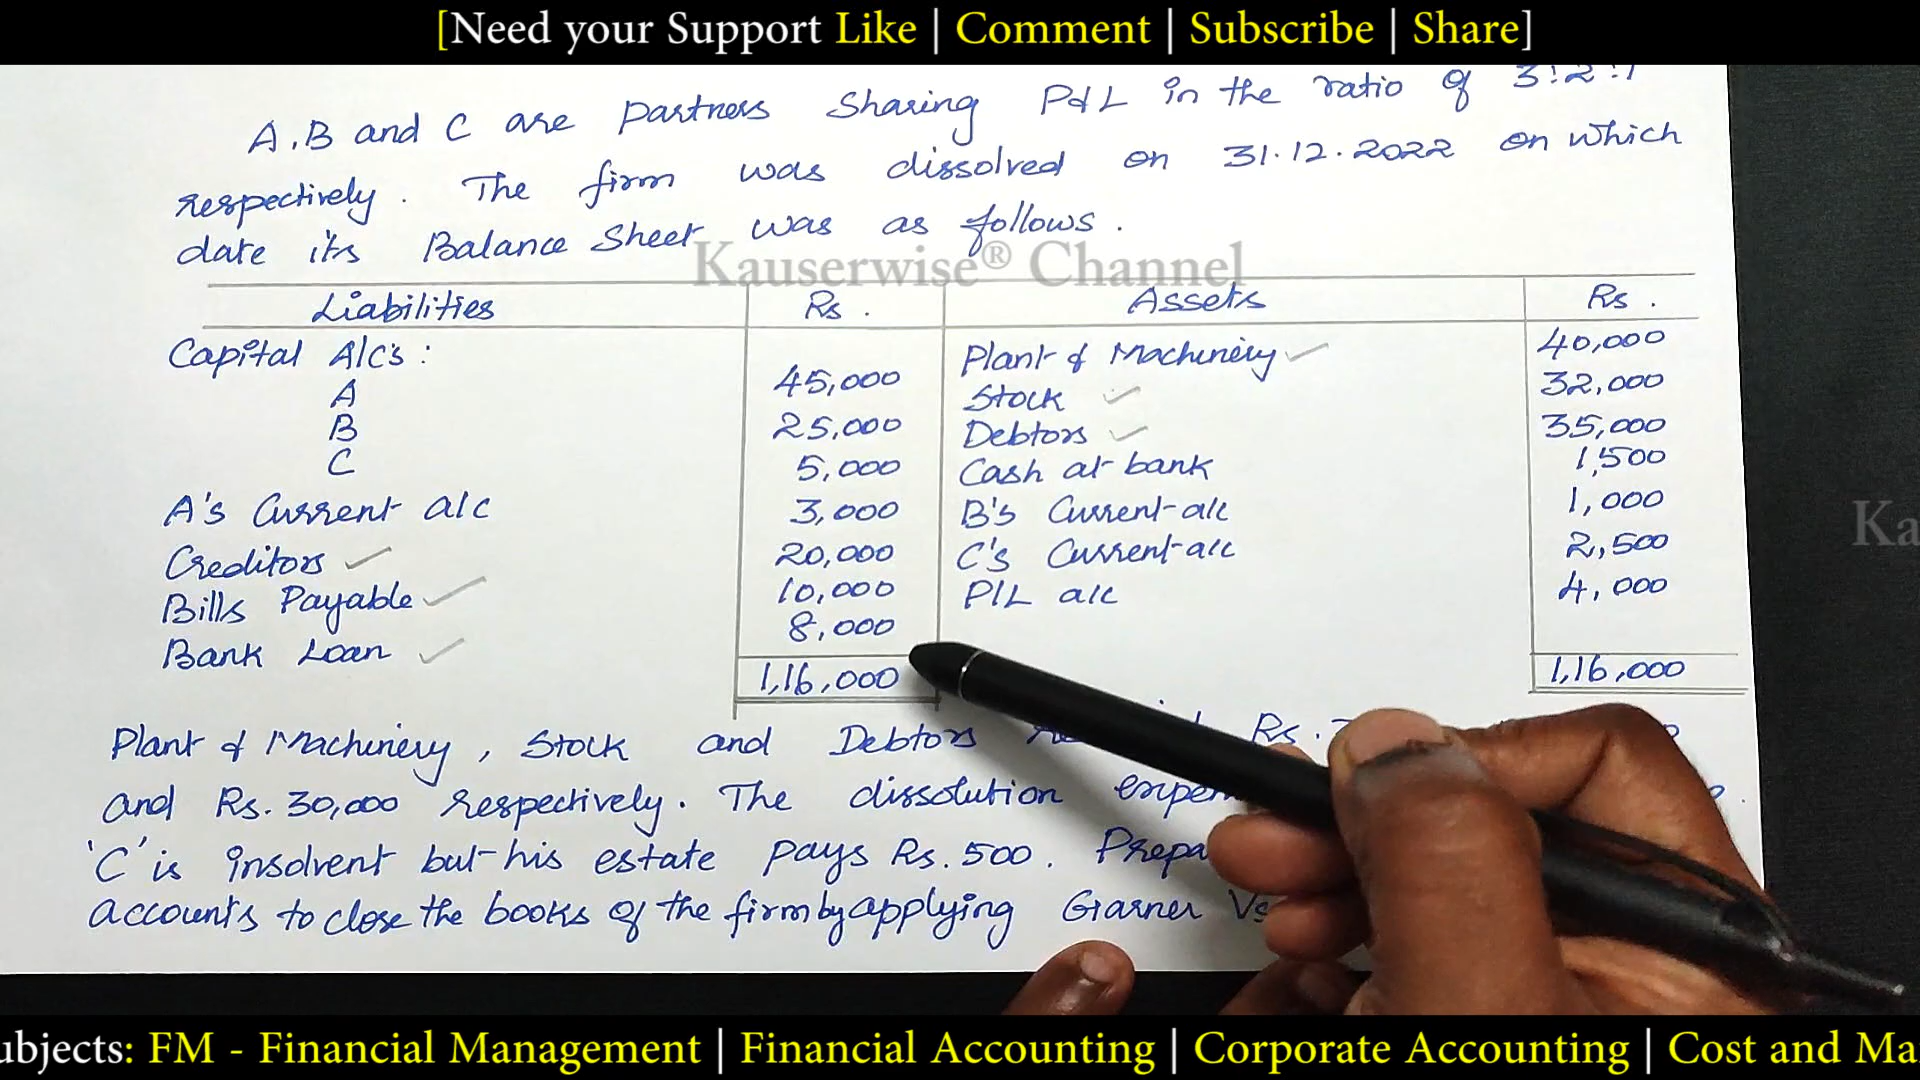 [Need your Support Like | Comment | Subscribe | Share]
A, B and C are partners Sharing P&L in the ratio of 3:2:1
respectively. The firm was dissolved on 31.12.2022 on which
date its Balance Sheet was as follows.
Kauserwise® Channel
Liabilities Rs. Assets Rs.
Capital A/C's: Plant & Machinery 40,000
A 45,000 Stock 32,000
B 25,000 Debtors 35,000
C 5,000 Cash at bank 1,500
A's Current a/c 3,000 B's Current a/c 1,000
Creditors 20,000 C's Current a/c 2,500
Bills Payable 10,000 P/L a/c 4,000
Bank Loan 8,000
1,16,000 1,16,000
Ka
Plant & Machinery, Stock and Debtors Rs.
and Rs. 30,000 respectively. The dissolution
'C' is insolvent but his estate pays Rs. 500.
accounts to close the books of the firm by applying Garner Vs
ubjects: FM - Financial Management | Financial Accounting | Corporate Accounting | Cost and Ma